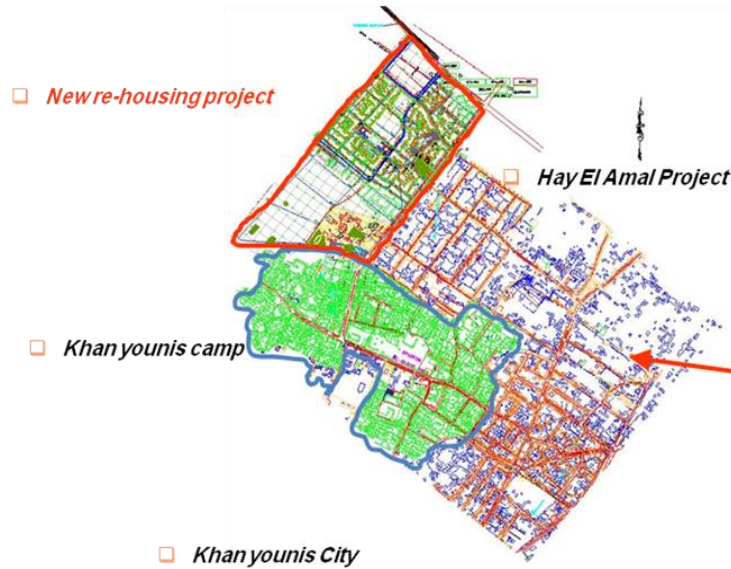 New re-housing project
Hay El Amal Project
Khan younis camp
Khan younis City